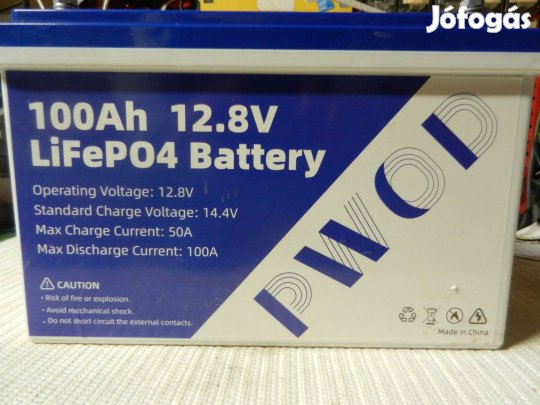 Jófogás
100Ah 12.8V
LiFePO4 Battery
Operating Voltage: 12.8V
Standard Charge Voltage: 14.4V
Max Charge Current: 50A
Max Discharge Current: 100A
PWOD
CAUTION
• Risk of fire or explosion.
• Avoid mechanical shock.
• Do not short circuit the external contacts.
Made in China